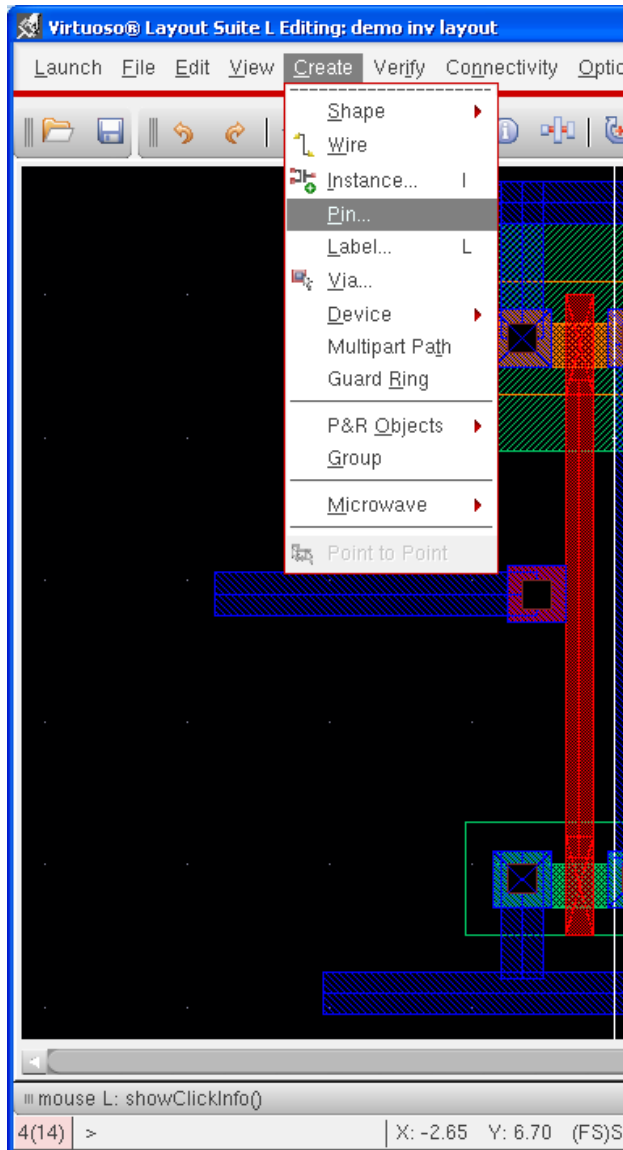 Virtuoso® Layout Suite L Editing: demo inv layout
Launch File Edit View Create Verify Connectivity Optic
Shape
Wire
Instance... I
Pin...
Label... L
Via...
Device
Multipart Path
Guard Ring
P&R Objects
Group
Microwave
Point to Point
mouse L: showClickInfo()
4(14) > X: -2.65 Y: 6.70 (FS)S